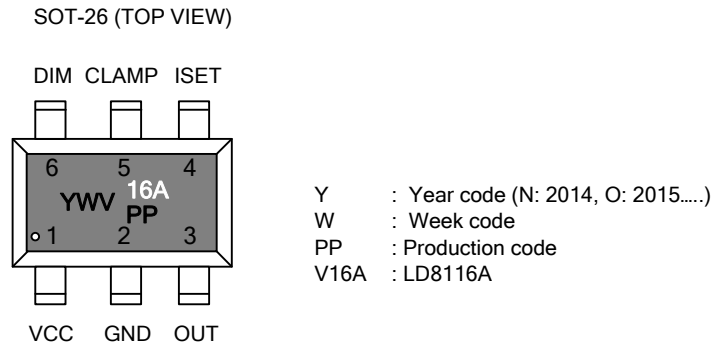 SOT-26 (TOP VIEW)
DIM CLAMP ISET
6 5 4
YWV 16A
PP
1 2 3
VCC GND OUT
Y : Year code (N: 2014, O: 2015.....)
W : Week code
PP : Production code
V16A : LD8116A